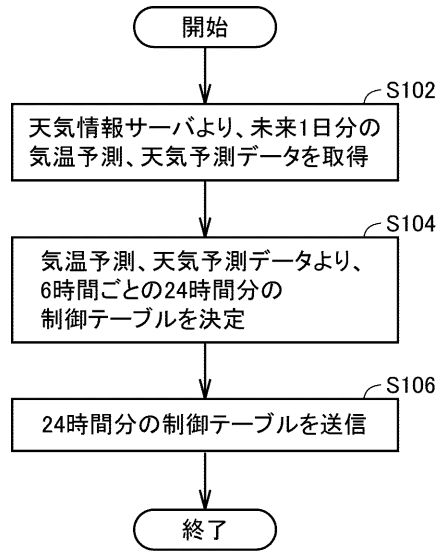 開始
S102
天気情報サーバより、未来1日分の
気温予測、天気予測データを取得
S104
気温予測、天気予測データより、
6時間ごとの24時間分の
制御テーブルを決定
S106
24時間分の制御テーブルを送信
終了